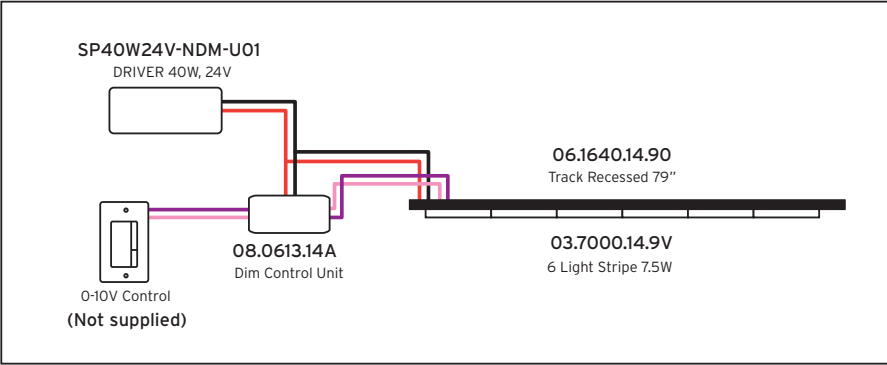 SP40W24V-NDM-U01
DRIVER 40W, 24V
06.1640.14.90
Track Recessed 79”
08.0613.14A
Dim Control Unit
03.7000.14.9V
6 Light Stripe 7.5W
0-10V Control
(Not supplied)